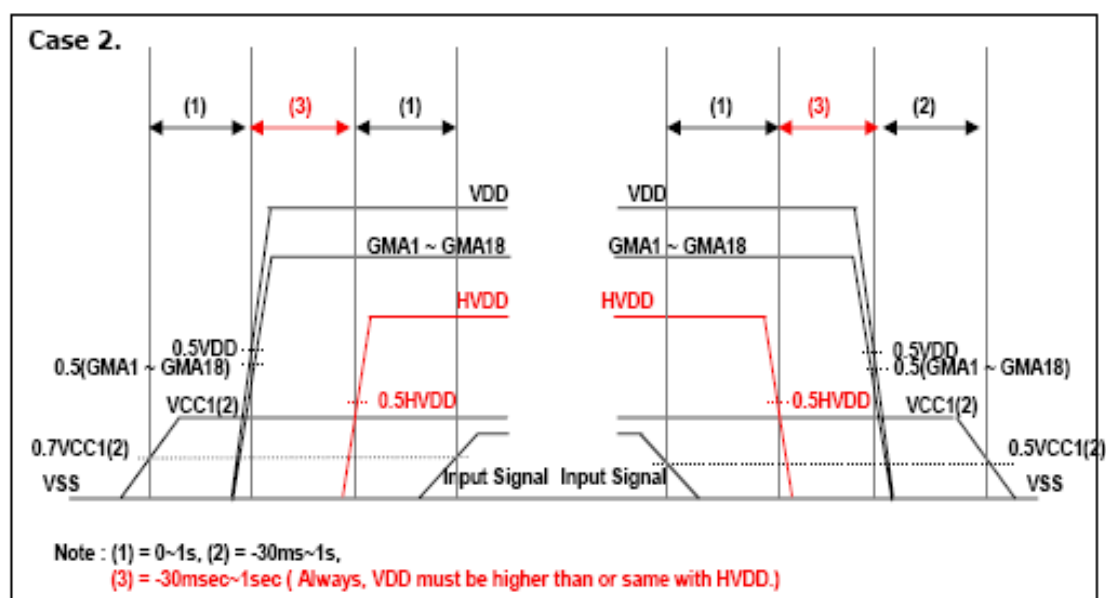 Case 2.
(1) (3) (1) (1) (3) (2)
VDD VDD
GMA1 ~ GMA18 GMA1 ~ GMA18
HVDD HVDD
0.5VDD 0.5VDD
0.5(GMA1 ~ GMA18) 0.5(GMA1 ~ GMA18)
0.5HVDD 0.5HVDD
VCC1(2) VCC1(2)
0.7VCC1(2) 0.5VCC1(2)
Input Signal Input Signal
VSS VSS
Note : (1) = 0~1s, (2) = -30ms~1s,
(3) = -30msec~1sec ( Always, VDD must be higher than or same with HVDD.)